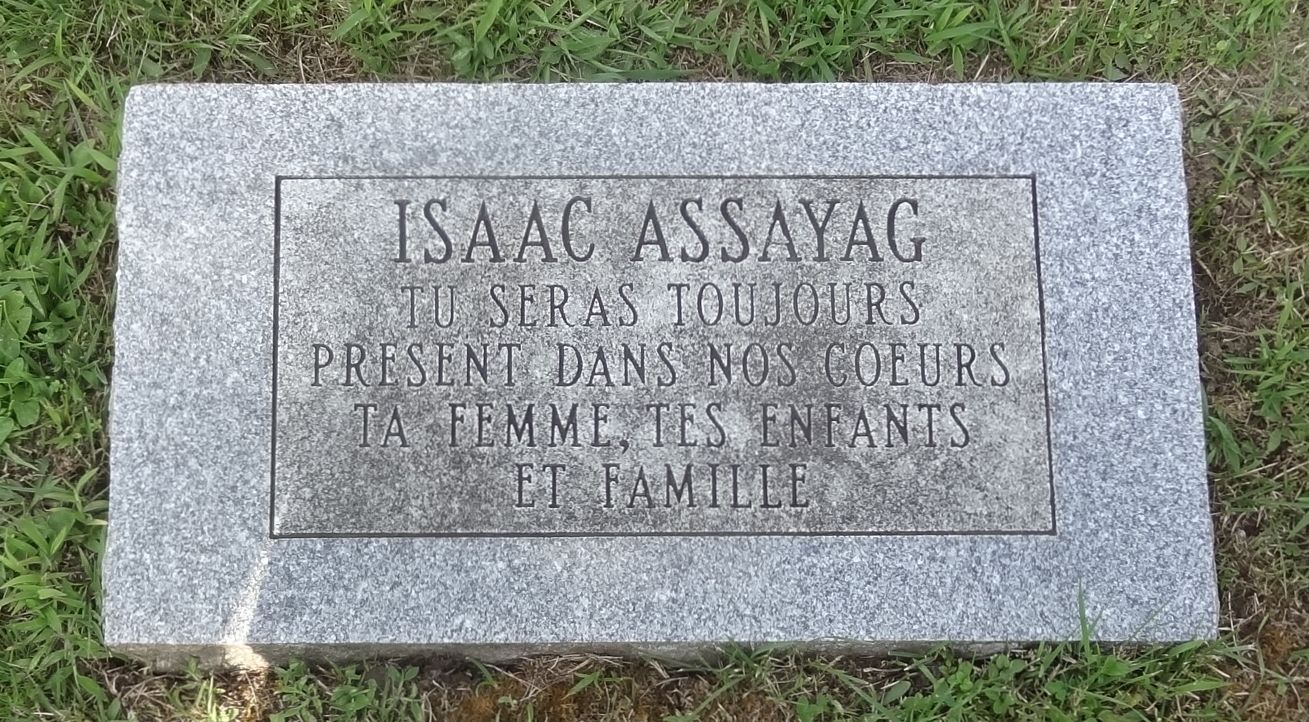 ISAAC ASSAYAG
TU SERAS TOUJOURS
PRESENT DANS NOS COEURS
TA FEMME, TES ENFANTS
ET FAMILLE